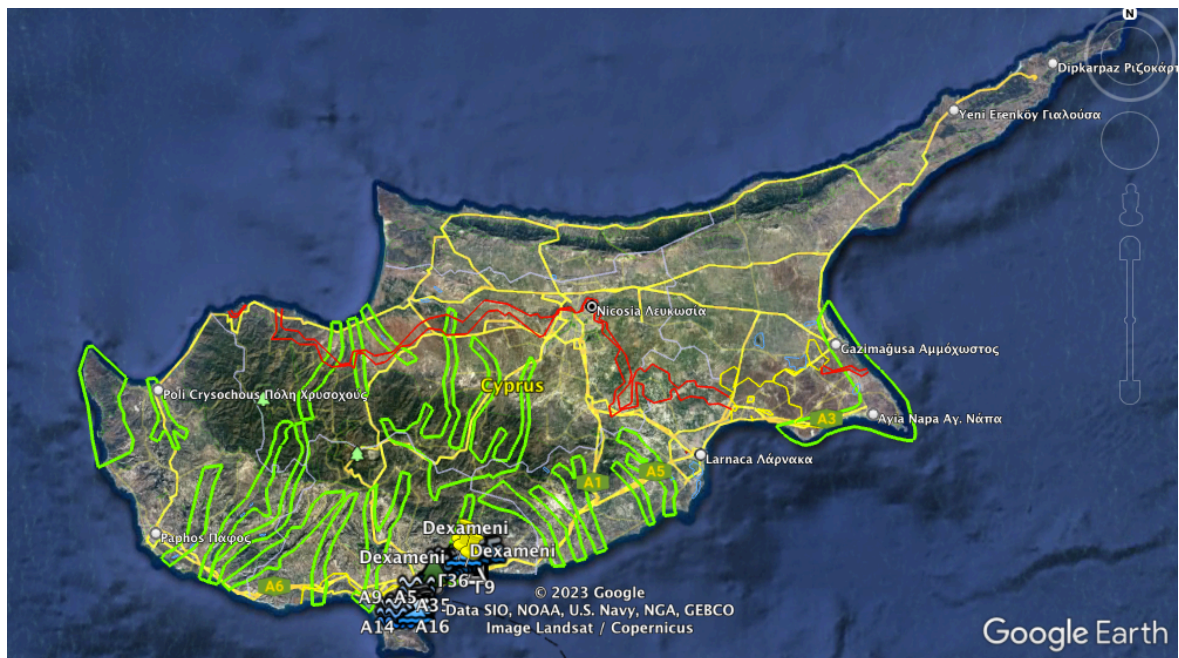 N
Dipkarpaz Ριζοκάρπ
Yeni Erenköy Γιαλούσα
Nicosia Λευκωσία
Gazimağusa Αμμόχωστος
Cyprus
Poli Crysochous Πόλη Χρυσοχούς
A3
Ayia Napa Αγ. Νάπα
Larnaca Λάρνακα
A5
A1
Dexameni
Paphos Πάφος
Dexameni
Dexameni
A6
Γ36
Γ9
A9
A5
A35
© 2023 Google
Data SIO, NOAA, U.S. Navy, NGA, GEBCO
A14
A16
Image Landsat / Copernicus
Google Earth